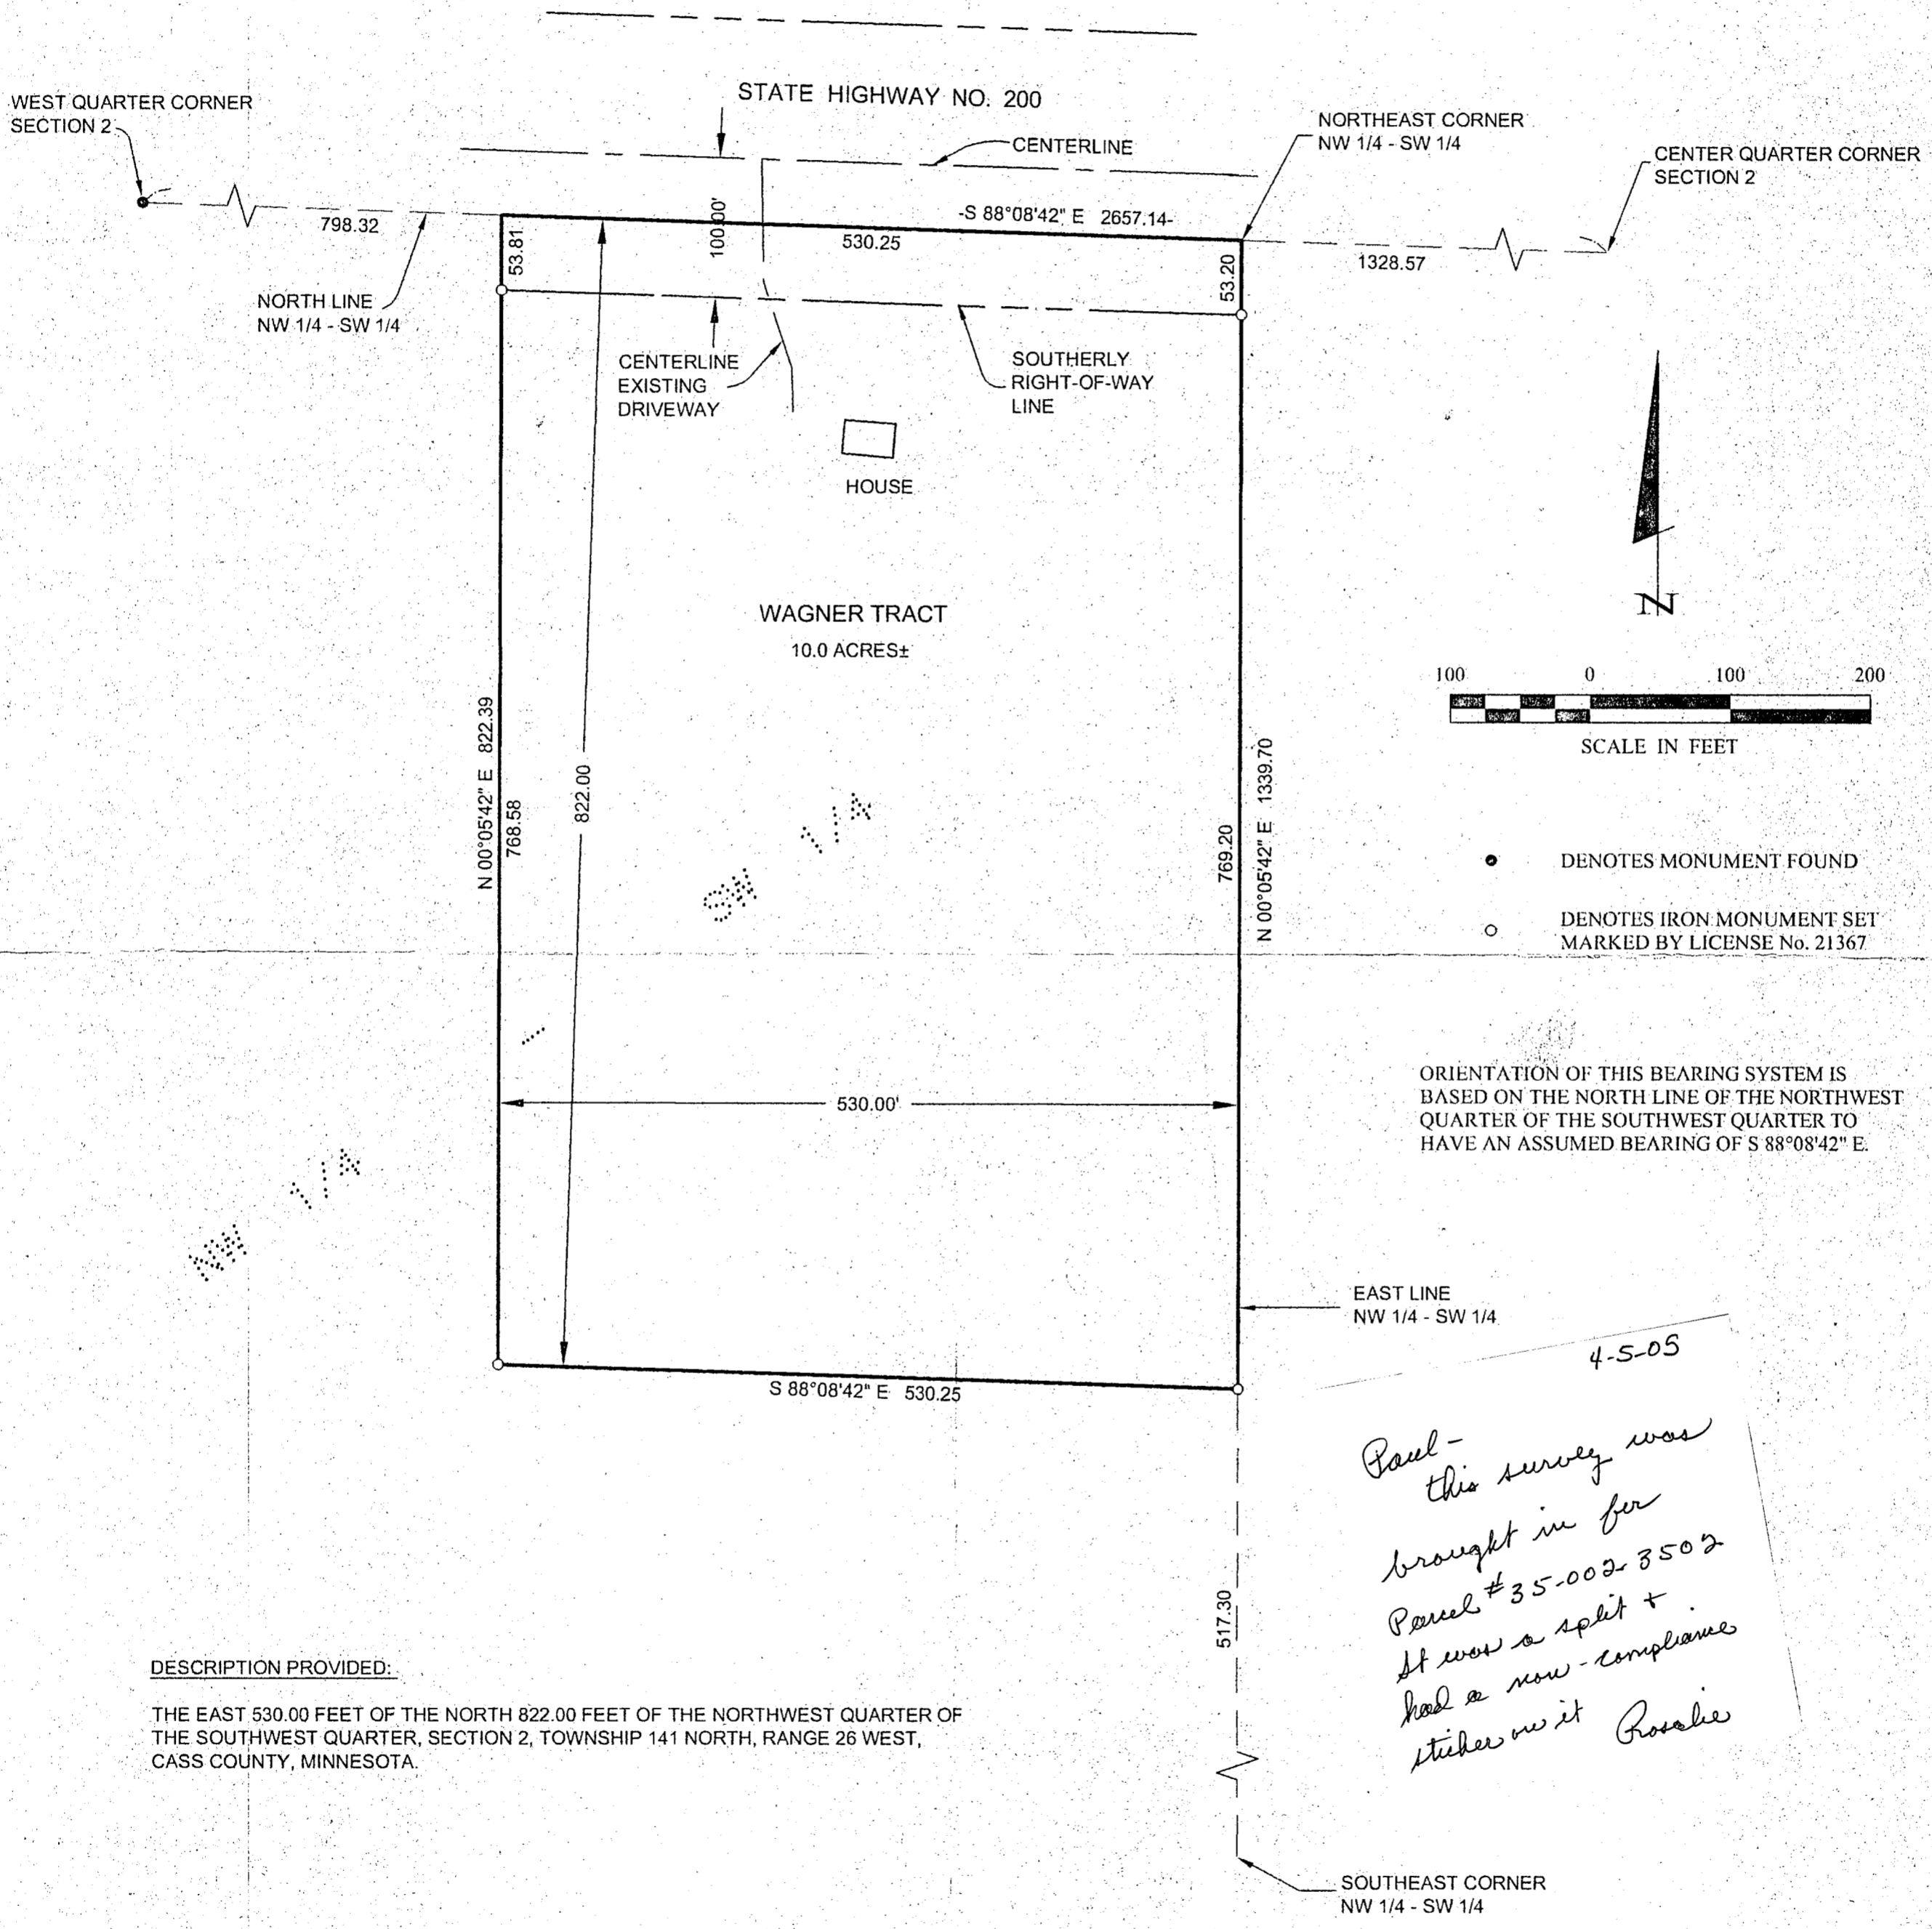 STATE HIGHWAY NO. 200
WEST QUARTER CORNER
SECTION 2
CENTERLINE
NORTHEAST CORNER
NW 1/4 - SW 1/4
CENTER QUARTER CORNER
SECTION 2
798.32
53.81
100.00'
-S 88°08'42" E 2657.14-
530.25
53.20
1328.57
NORTH LINE
NW 1/4 - SW 1/4
CENTERLINE
EXISTING
DRIVEWAY
SOUTHERLY
RIGHT-OF-WAY
LINE
HOUSE
WAGNER TRACT
10.0 ACRES±
N
100 0 100 200
SCALE IN FEET
N 00°05'42" E 822.39
768.58
822.00
769.20
N 00°05'42" E 1339.70
SW 1/4
DENOTES MONUMENT FOUND
DENOTES IRON MONUMENT SET
MARKED BY LICENSE No. 21367
530.00'
ORIENTATION OF THIS BEARING SYSTEM IS
BASED ON THE NORTH LINE OF THE NORTHWEST
QUARTER OF THE SOUTHWEST QUARTER TO
HAVE AN ASSUMED BEARING OF S 88°08'42" E.
NW 1/4
EAST LINE
NW 1/4 - SW 1/4
S 88°08'42" E 530.25
4-5-05
Paul -
this survey was
brought in for
Parcel #35-002-3502
It was a split +
had a non-compliance
sticker on it Rosalie
517.30
DESCRIPTION PROVIDED:
THE EAST 530.00 FEET OF THE NORTH 822.00 FEET OF THE NORTHWEST QUARTER OF
THE SOUTHWEST QUARTER, SECTION 2, TOWNSHIP 141 NORTH, RANGE 26 WEST,
CASS COUNTY, MINNESOTA.
SOUTHEAST CORNER
NW 1/4 - SW 1/4